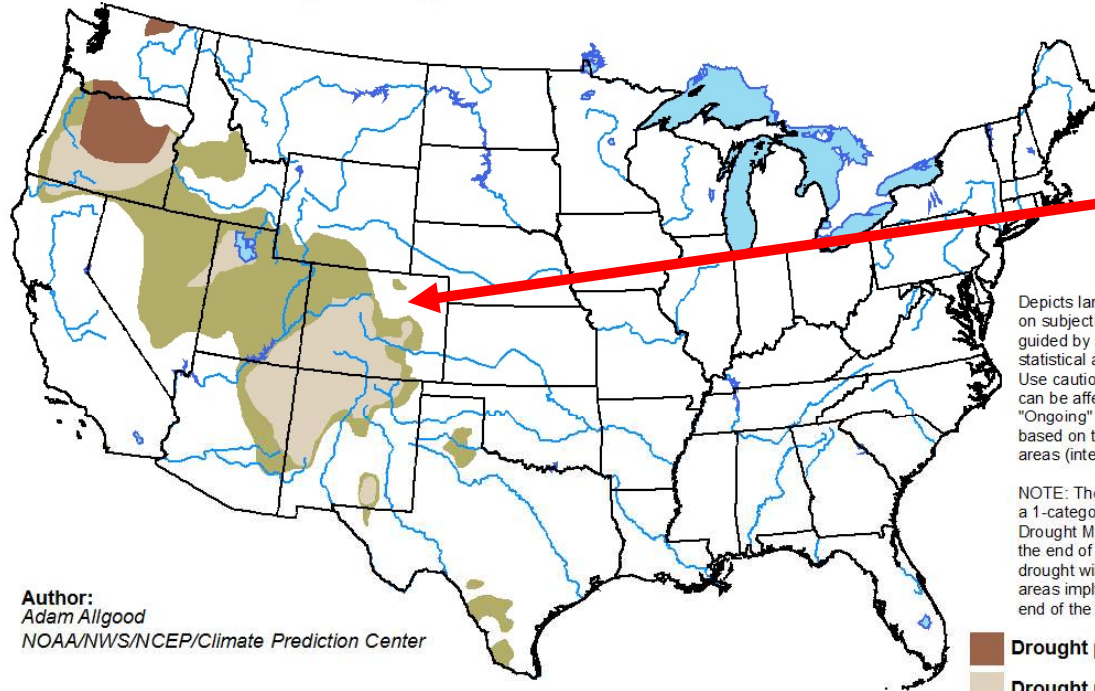 Depicts lar
on subject
guided by
statistical a
Use cautio
can be affe
"Ongoing"
based on t
areas (inte
NOTE: The
a 1-catego
Drought M
the end of
drought wi
areas impl
end of the
Author:
Adam Allgood
NOAA/NWS/NCEP/Climate Prediction Center
Drought
Drought